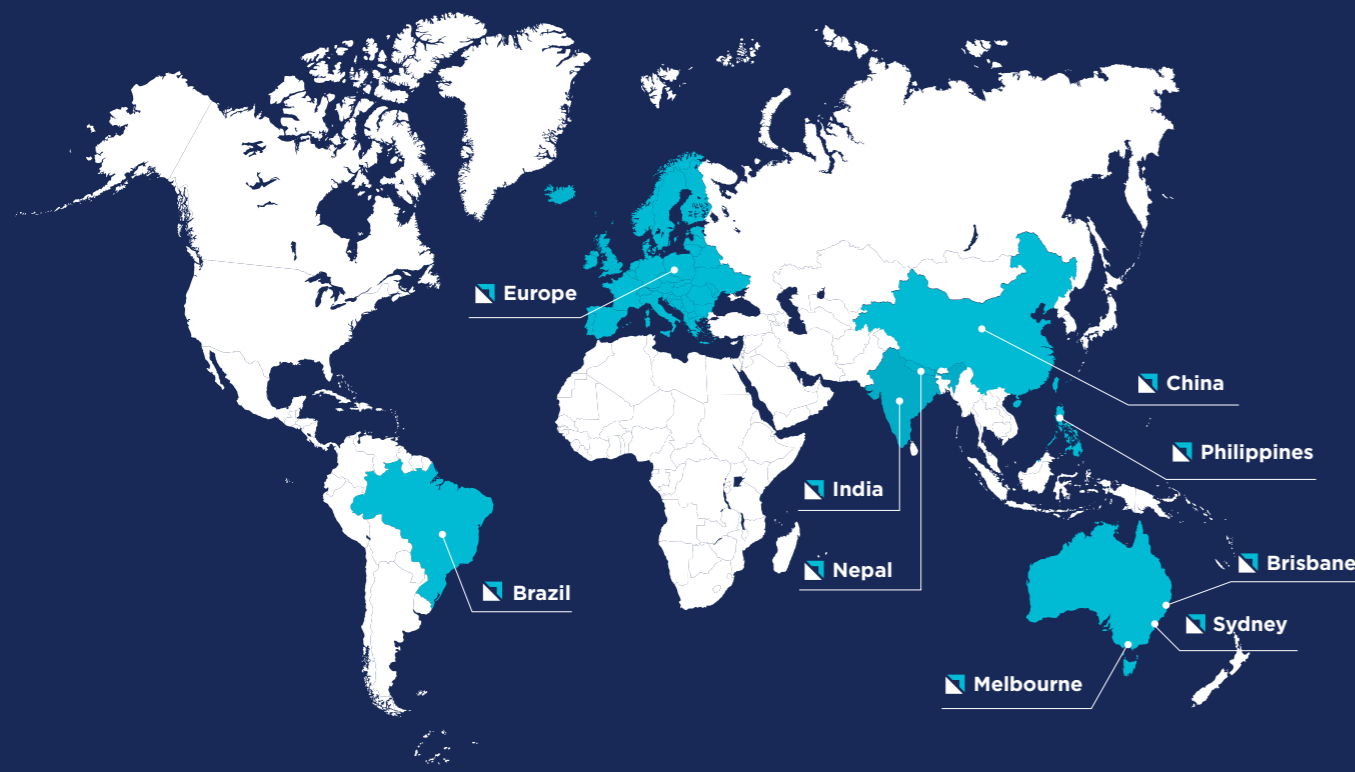 Europe
China
Philippines
India
Brisbane
Nepal
Brazil
Sydney
Melbourne